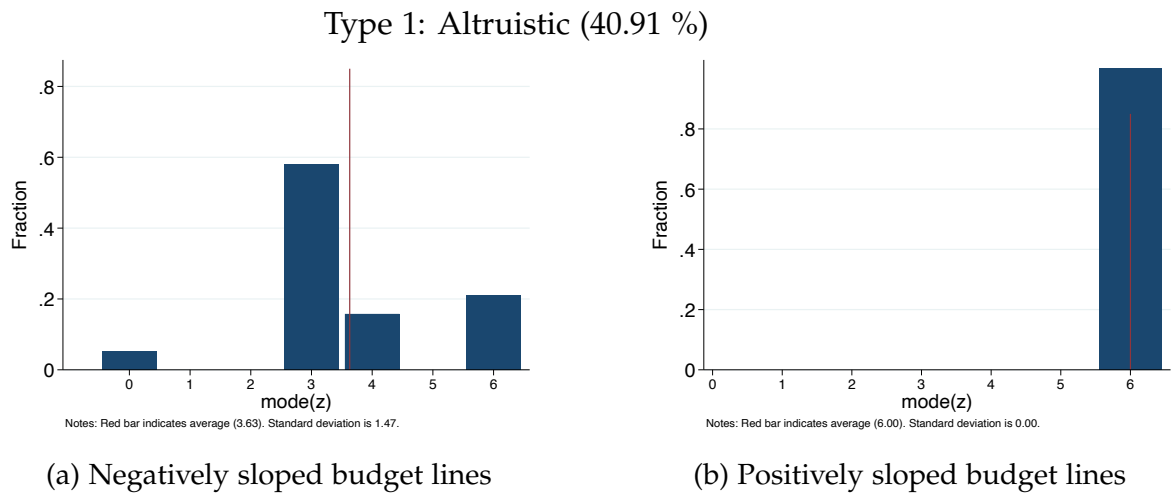 Type 1: Altruistic (40.91 %)
.8
.6
.4
.2
0
Fraction
0 1 2 3 4 5 6
mode(z)
Notes: Red bar indicates average (3.63). Standard deviation is 1.47.
(a) Negatively sloped budget lines
.8
.6
.4
.2
0
Fraction
0 1 2 3 4 5 6
mode(z)
Notes: Red bar indicates average (6.00). Standard deviation is 0.00.
(b) Positively sloped budget lines